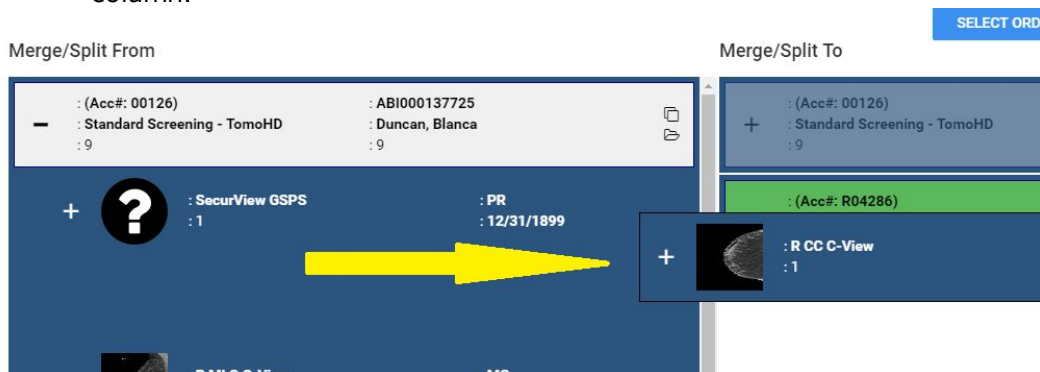 SELECT ORD
Merge/Split From
Merge/Split To
: (Acc#: 00126)
: Standard Screening - TomoHD
: 9
: ABI000137725
: Duncan, Blanca
: 9
: SecurView GSPS
: 1
: PR
: 12/31/1899
: (Acc#: 00126)
: Standard Screening - TomoHD
: 9
: (Acc#: R04286)
: R CC C-View
: 1